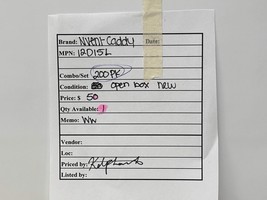 Brand: Nvent Caddy Date:
MPN: 12D15L
Combo/Set 200PK
Condition: open box new
Price: $ 50
Qty Available: 1
Memo: WW
Vendor:
Loc:
Priced by:
Listed by: